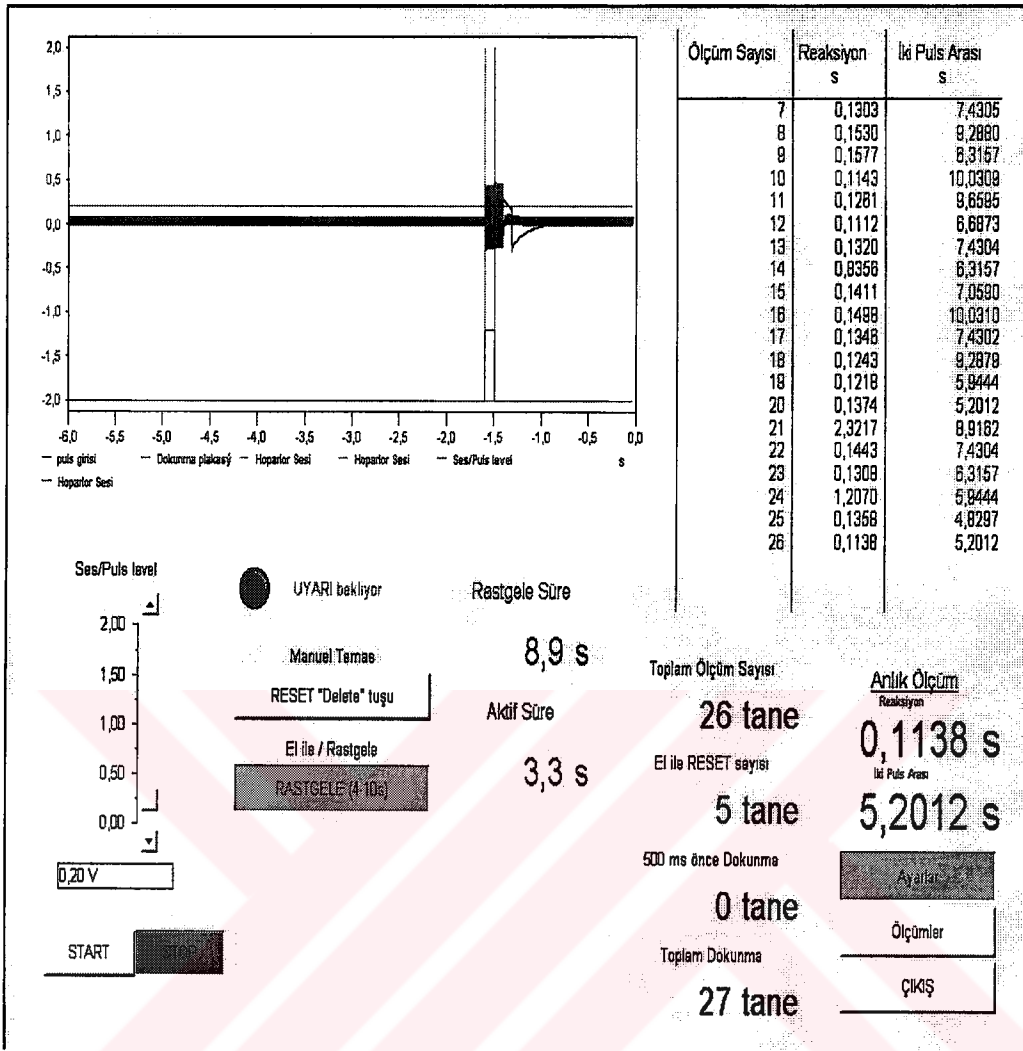 2,0
1,5
1,0
0,5
0,0
-0,5
-1,0
-1,5
-2,0
-6,0 -5,5 -5,0 -4,5 -4,0 -3,5 -3,0 -2,5 -2,0 -1,5 -1,0 -0,5 0,0
— puls girisi — Dokunma plakasý — Hoparlor Sesi — Hoparlor Sesi — Ses/Puls level s
— Hoparlor Sesi
Ölçüm Sayısı Reaksiyon s İki Puls Arası s
7 0,1303 7,4305
8 0,1530 9,2880
9 0,1577 6,3157
10 0,1143 10,0309
11 0,1261 9,6595
12 0,1112 6,6873
13 0,1320 7,4304
14 0,8356 6,3157
15 0,1411 7,0590
16 0,1498 10,0310
17 0,1346 7,4302
18 0,1243 9,2879
19 0,1218 5,9444
20 0,1374 5,2012
21 2,3217 8,9162
22 0,1443 7,4304
23 0,1308 6,3157
24 1,2070 5,9444
25 0,1358 4,8297
26 0,1138 5,2012
Ses/Puls level
2,00
1,50
1,00
0,50
0,00
0,20 V
START STOP
UYARI bekliyor
Manuel Temas
RESET "Delete" tuşu
El ile / Rastgele
RASTGELE (4-10s)
Rastgele Süre
8,9 s
Aktif Süre
3,3 s
Toplam Ölçüm Sayısı
26 tane
El ile RESET sayısı
5 tane
500 ms önce Dokunma
0 tane
Toplam Dokunma
27 tane
Anlık Ölçüm
Reaksiyon
0,1138 s
İki Puls Arası
5,2012 s
Ayarlar
Ölçümler
ÇIKIŞ